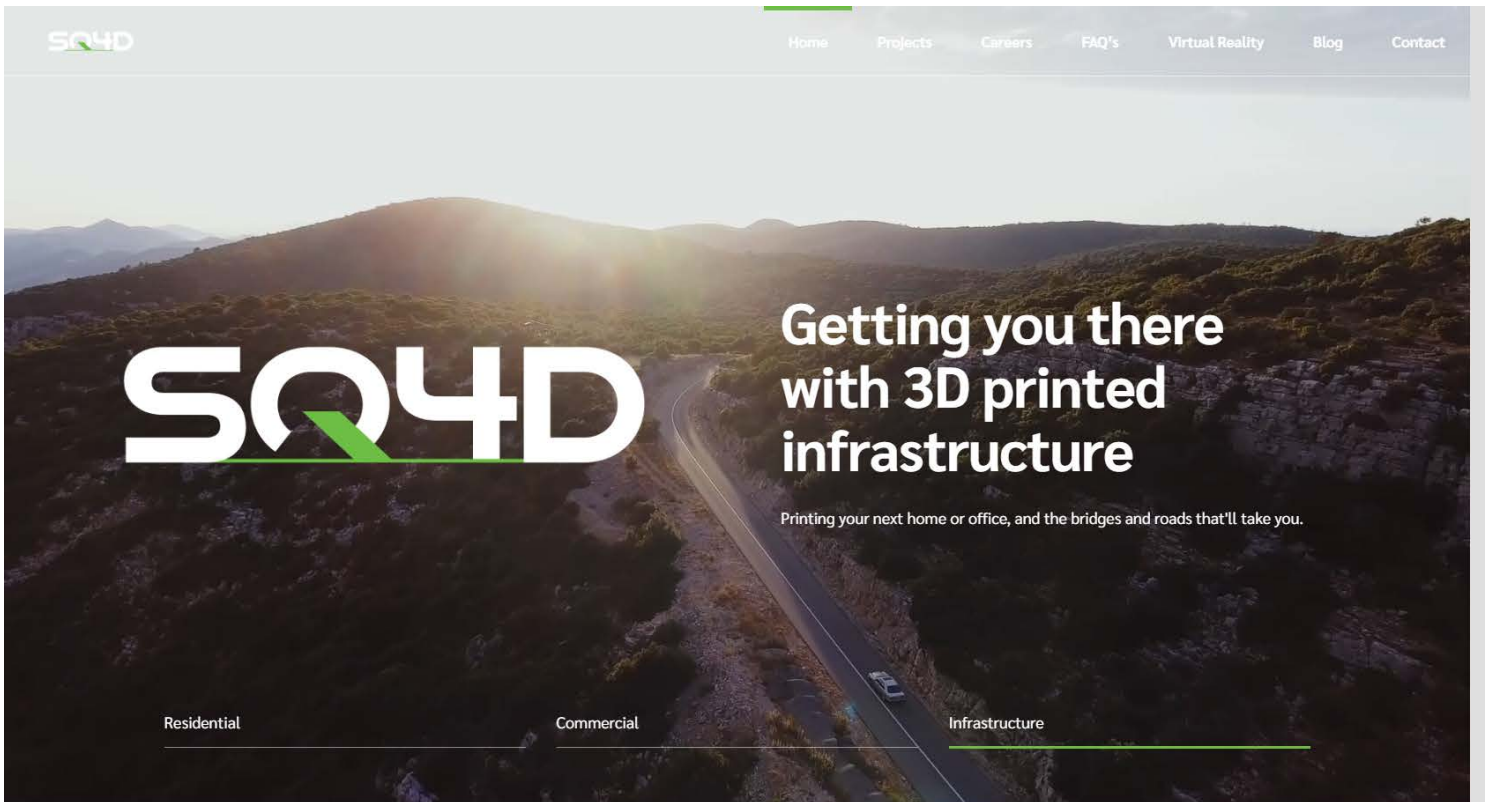 SQ4D
Home Projects Careers FAQ's Virtual Reality Blog Contact
SQ4D
Getting you there
with 3D printed
infrastructure
Printing your next home or office, and the bridges and roads that'll take you.
Residential Commercial Infrastructure